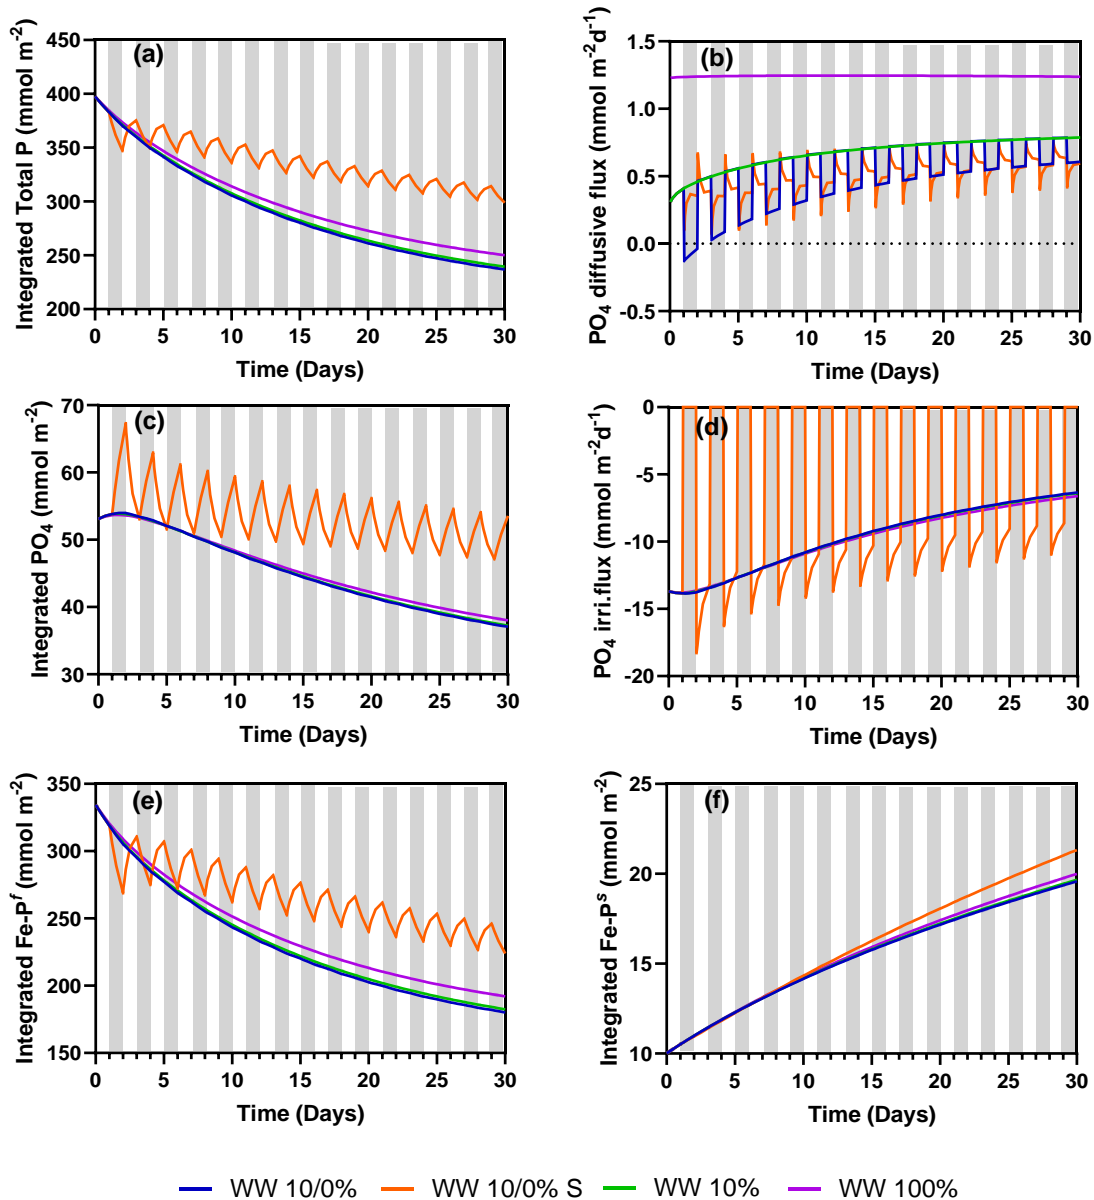 (a)
Integrated Total P (mmol m⁻²)
450
400
350
300
250
200
0 5 10 15 20 25 30
Time (Days)
(b)
PO₄ diffusive flux (mmol m⁻²d⁻¹)
1.5
1.0
0.5
0.0
-0.5
0 5 10 15 20 25 30
Time (Days)
(c)
Integrated PO₄ (mmol m⁻²)
70
60
50
40
30
0 5 10 15 20 25 30
Time (Days)
(d)
PO₄ irri.flux (mmol m⁻²d⁻¹)
0
-5
-10
-15
-20
0 5 10 15 20 25 30
Time (Days)
(e)
Integrated Fe-Pᶠ (mmol m⁻²)
350
300
250
200
150
0 5 10 15 20 25 30
Time (Days)
(f)
Integrated Fe-Pˢ (mmol m⁻²)
25
20
15
10
0 5 10 15 20 25 30
Time (Days)
WW 10/0% WW 10/0% S WW 10% WW 100%